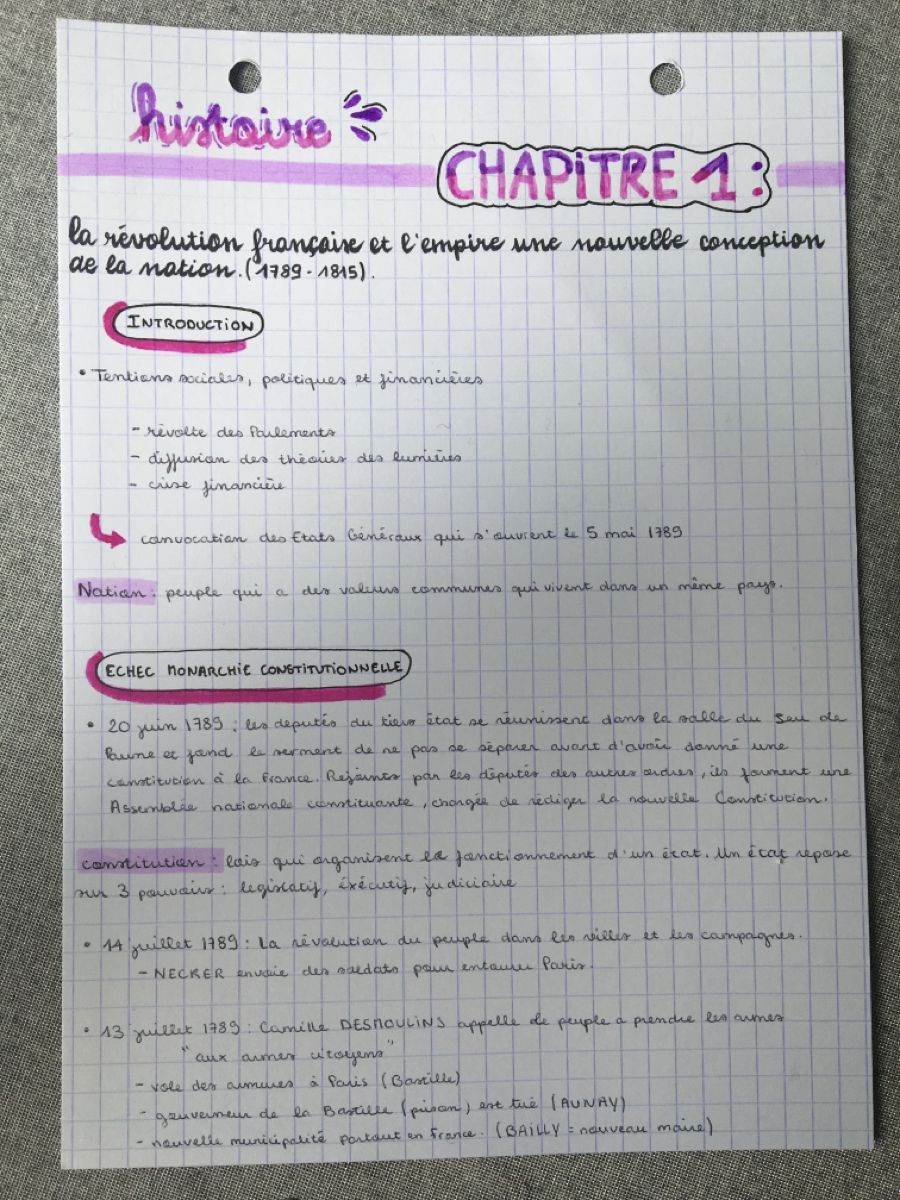 histoire
CHAPiTRE 1 :
la révolution française et l'empire une nouvelle conception
de la nation. (1789 - 1815).
INTRODUCTION
• Tentions sociales, politiques et financières
- révolte des Parlements
- diffusion des théories des lumières
- crise financière
convocation des Etats Généraux qui s'ouvrent le 5 mai 1789
Nation : peuple qui a des valeurs communes qui vivent dans un même pays.
ECHEC MONARCHIE CONSTITUTIONNELLE
• 20 juin 1789 : les députés du tiers état se réunissent dans la salle du Jeu de
Paume et fond le serment de ne pas se séparer avant d'avoir donné une
constitution à la France. Rejoints par les députés des autres ordres, ils forment une
Assemblée nationale constituante, chargée de rédiger la nouvelle Constitution.
constitution : lois qui organisent le fonctionnement d'un état. Un état repose
sur 3 pouvoirs : legislatif, éxécutif, judiciaire
• 14 juillet 1789 : La révolution du peuple dans les villes et les campagnes.
- NECKER envoie des soldats pour entourer Paris.
• 13 juillet 1789 : Camille DESMOULINS appelle le peuple a prendre les armes
" aux armes citoyens "
- vole des armures à Paris (Bastille)
- gouverneur de la Bastille (prison) est tué (AUNAY)
- nouvelle municipalité partout en France. (BAILLY = nouveau maire)